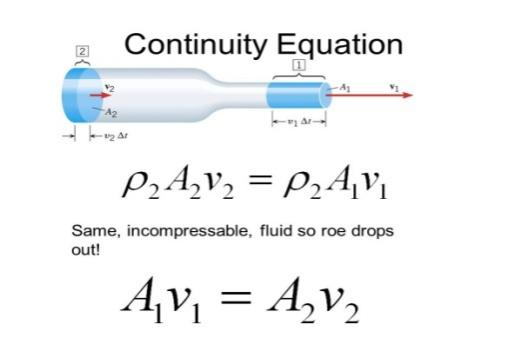 Continuity Equation
2
1
v₂
A₂
A₁
v₁
v₂ Δt
v₁ Δt
ρ₂A₂v₂ = ρ₂A₁v₁
Same, incompressable, fluid so roe drops
out!
A₁v₁ = A₂v₂